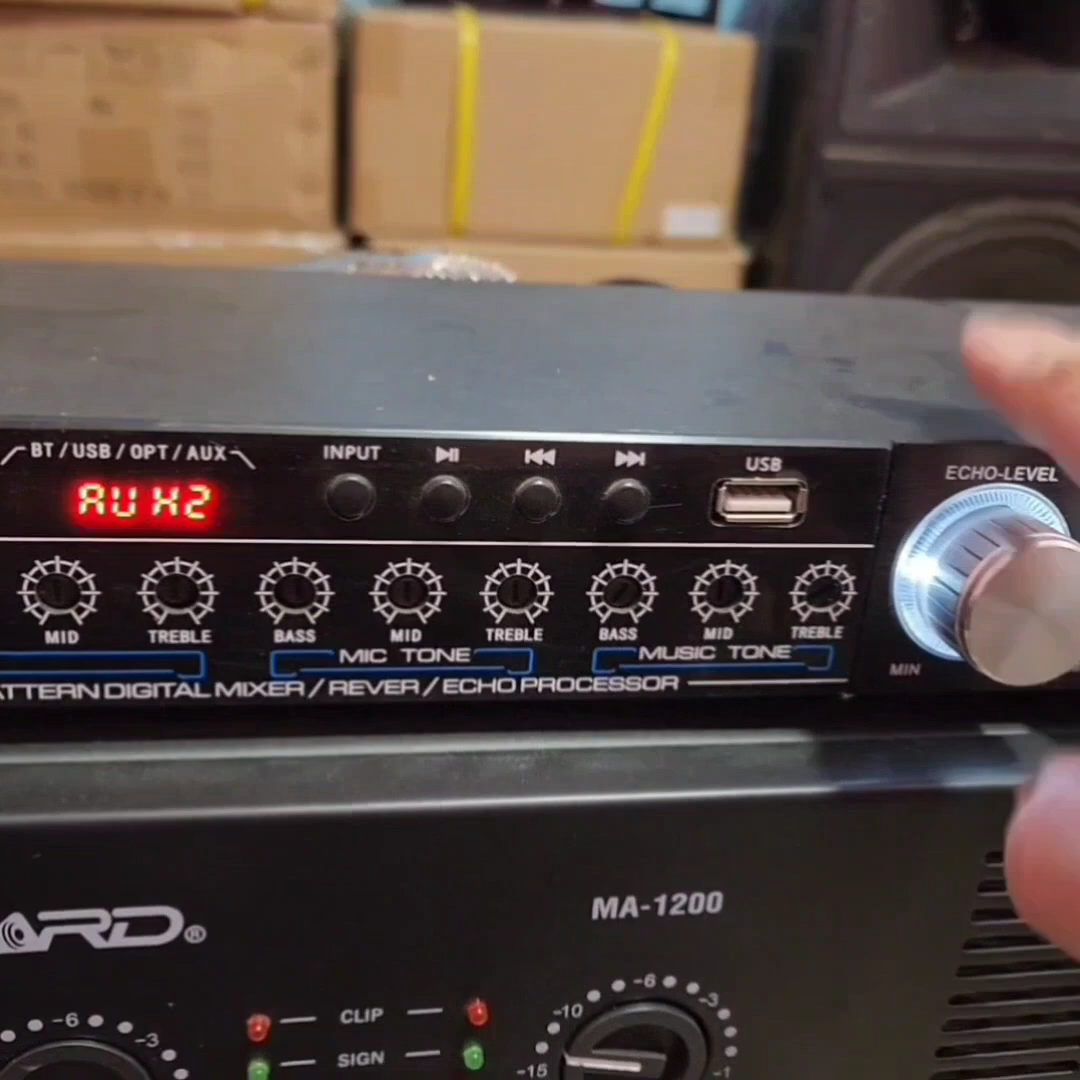 BT / USB / OPT / AUX
INPUT
USB
ECHO-LEVEL
AUX2
MID TREBLE BASS MID TREBLE BASS MID TREBLE
MIN
MIC TONE MUSIC TONE
DIGITAL MIXER / REVER / ECHO PROCESSOR
MA-1200
ARD®
-6 -3
CLIP
SIGN
-15 -10 -6 -3 -1